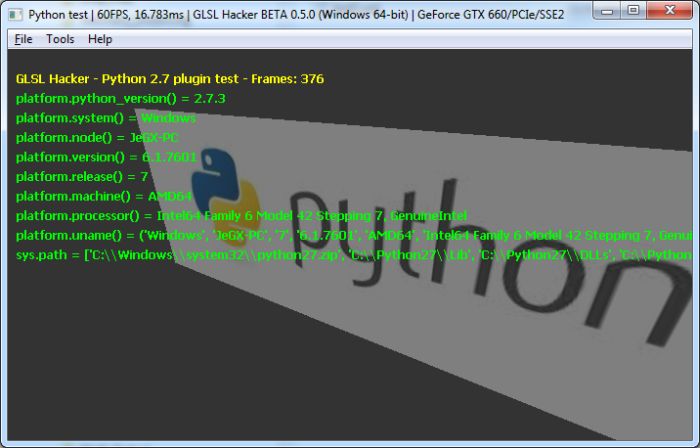 Python test | 60FPS, 16.783ms | GLSL Hacker BETA 0.5.0 (Windows 64-bit) | GeForce GTX 660/PCIe/SSE2
File Tools Help
GLSL Hacker - Python 2.7 plugin test - Frames: 376
platform.python_version() = 2.7.3
platform.system() = Windows
platform.node() = JeGX-PC
platform.version() = 6.1.7601
platform.release() = 7
platform.machine() = AMD64
platform.processor() = Intel64 Family 6 Model 42 Stepping 7, GenuineIntel
platform.uname() = ('Windows', 'JeGX-PC', '7', '6.1.7601', 'AMD64', 'Intel64 Family 6 Model 42 Stepping 7, Genui
sys.path = ['C:\\Windows\\system32\\python27.zip', 'C:\\Python27\\Lib', 'C:\\Python27\\DLLs', 'C:\\Python
Python